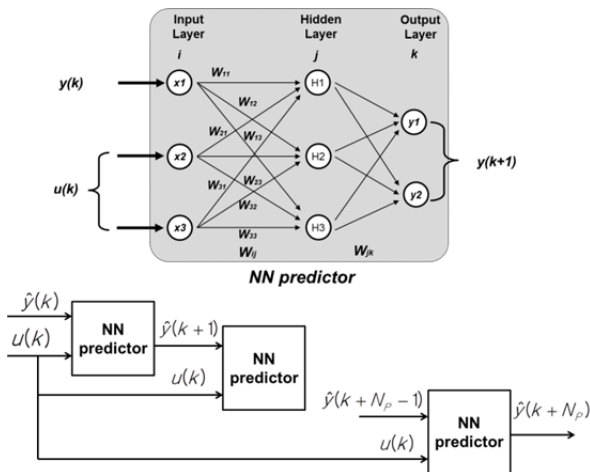 Input Layer
Hidden Layer
Output Layer
i
j
k
y(k)
x1
W11
H1
W12
y1
W21
W13
u(k)
x2
H2
y(k+1)
W31
W23
W32
y2
x3
W33
H3
Wij
Wjk
NN predictor
ŷ(k)
u(k)
NN predictor
ŷ(k + 1)
u(k)
NN predictor
ŷ(k + NP − 1)
u(k)
NN predictor
ŷ(k + NP)